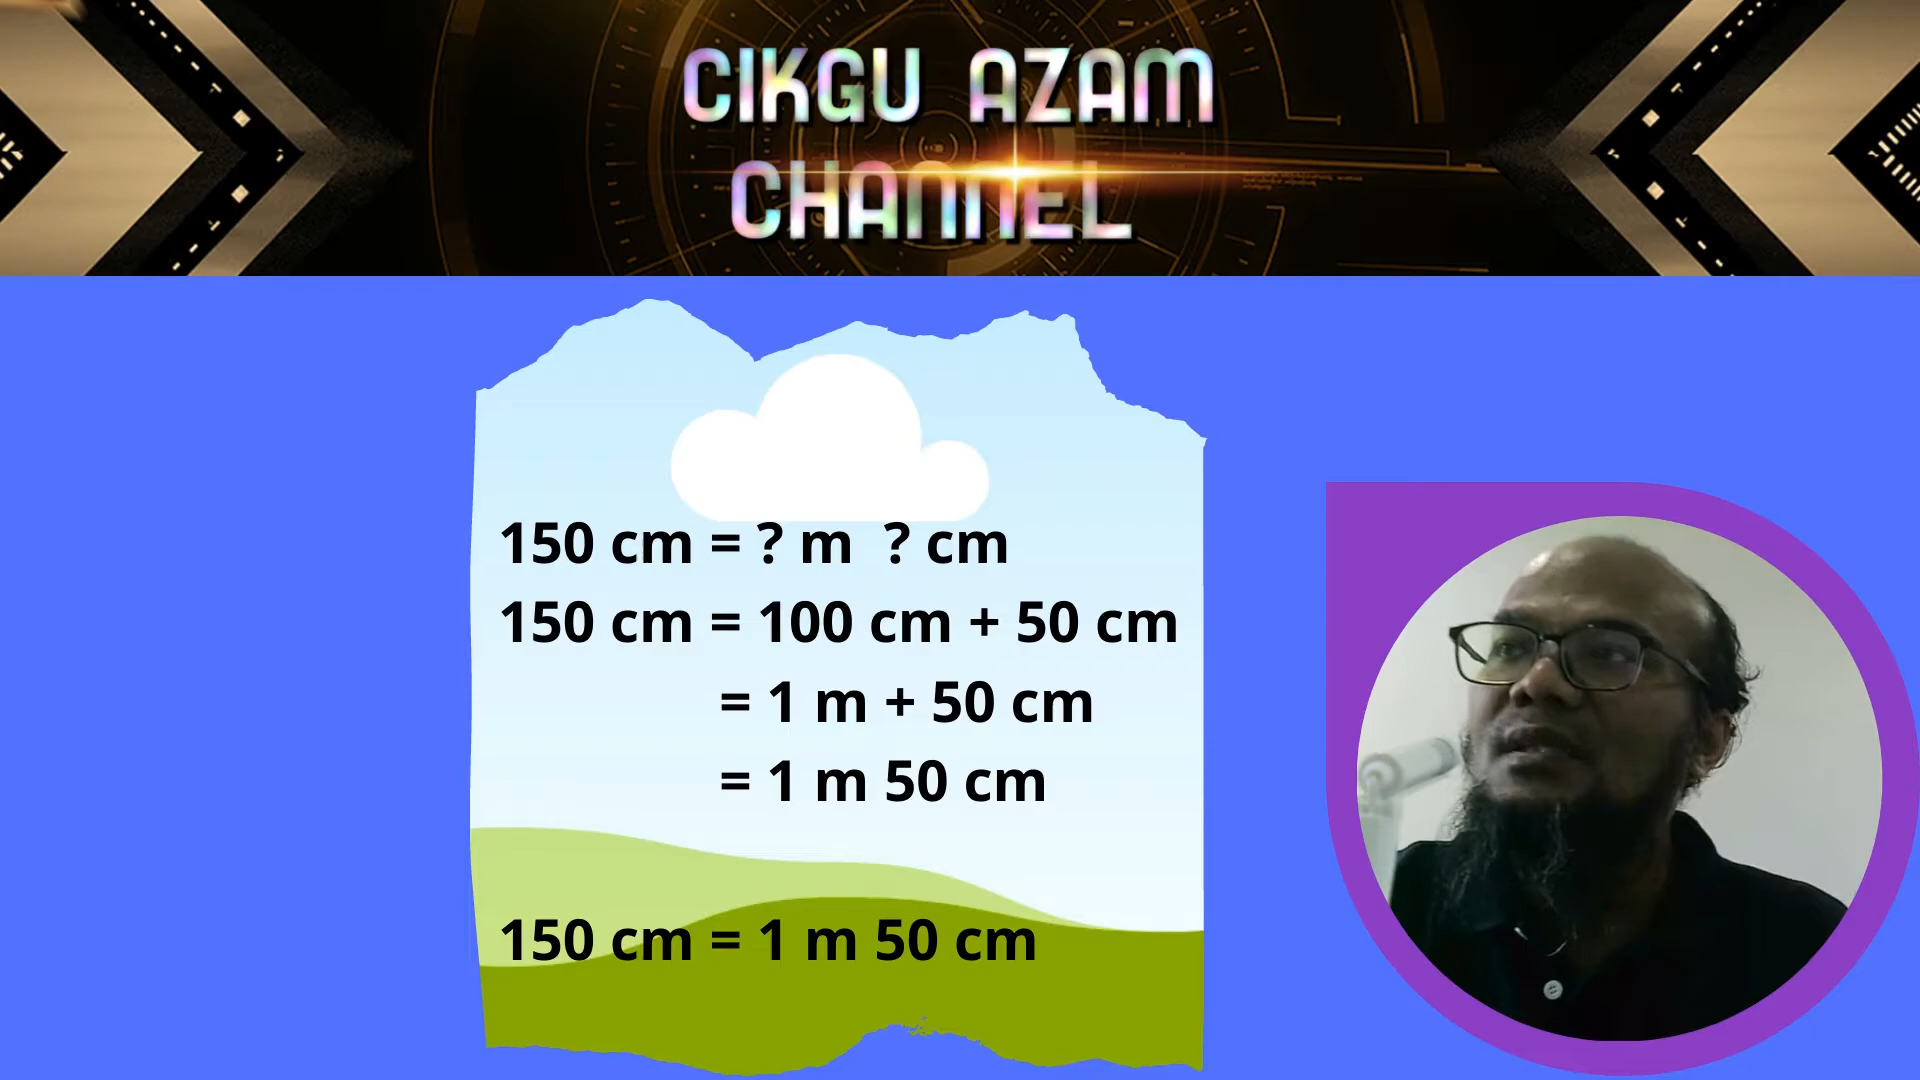 CIKGU AZAM
CHANNEL
150 cm = ? m ? cm
150 cm = 100 cm + 50 cm
= 1 m + 50 cm
= 1 m 50 cm
150 cm = 1 m 50 cm